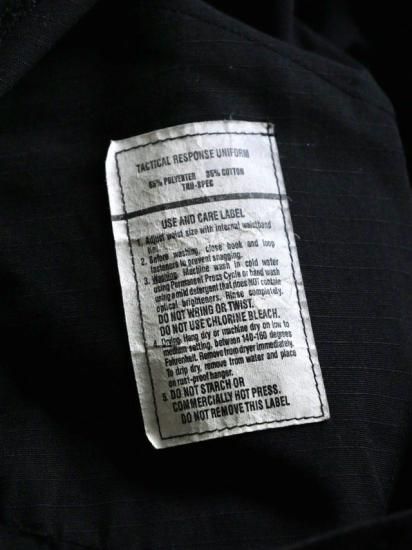 TACTICAL RESPONSE UNIFORM
65% POLYESTER 35% COTTON
TRU-SPEC
USE AND CARE LABEL
1. Adjust waist size with internal waistband
2. Before washing, close hook and loop
fasteners to prevent snagging.
3. Washing: Machine wash in cold water
using Permanent Press Cycle or hand wash
using a mild detergent that does NOT contain
optical brighteners. Rinse completely.
DO NOT WRING OR TWIST.
DO NOT USE CHLORINE BLEACH.
4. Drying: Hang dry or machine dry on low to
medium setting, between 140-160 degrees
Fahrenheit. Remove from dryer immediately.
To drip dry, remove from water and place
on rust-proof hanger.
5. DO NOT STARCH OR
COMMERCIALLY HOT PRESS.
DO NOT REMOVE THIS LABEL